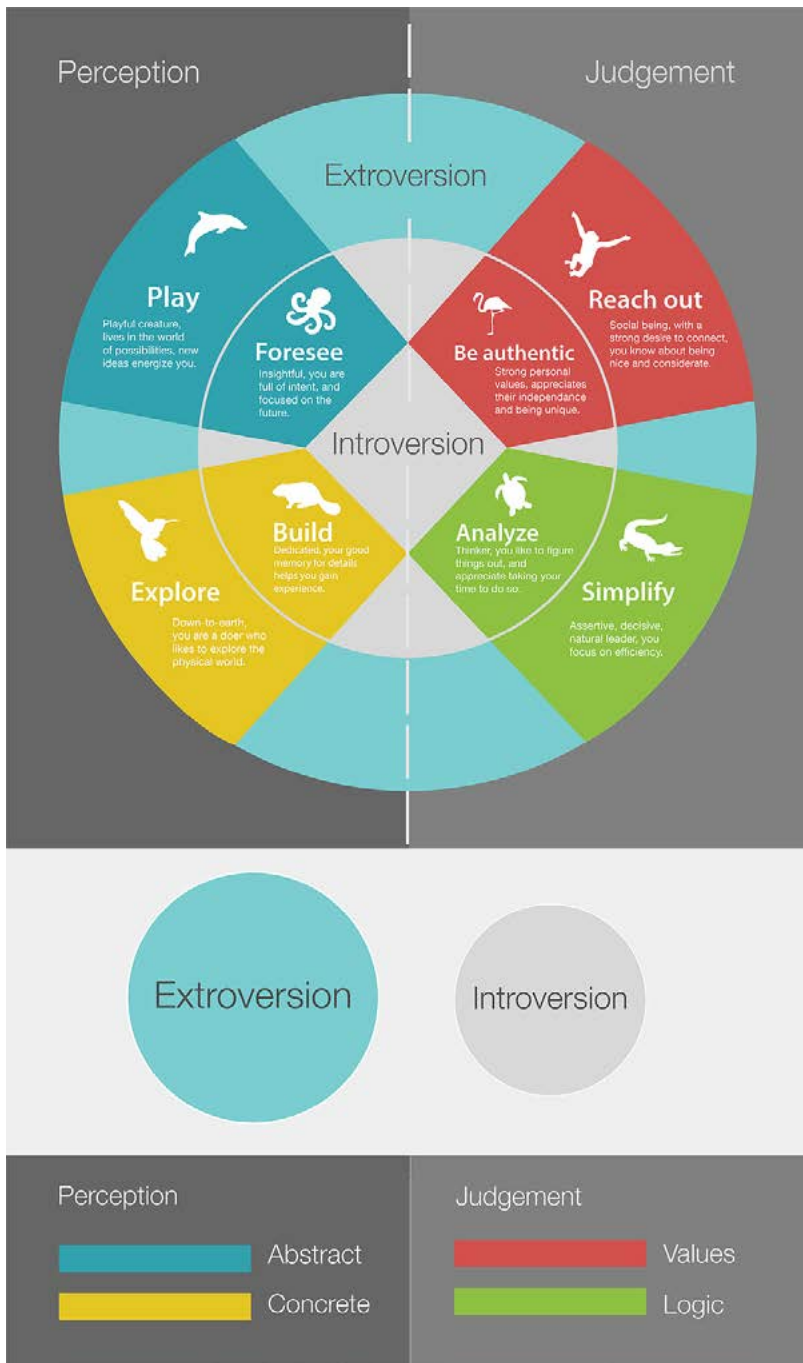 Perception
Judgement
Extroversion
Play
Playful creature,
lives in the world
of possibilities, new
ideas energize you.
Foresee
Insightful, you are
full of intent, and
focused on the
future.
Be authentic
Strong personal
values, appreciates
their independance
and being unique.
Reach out
Social being, with a
strong desire to connect,
you know about being
nice and considerate.
Introversion
Explore
Down-to-earth,
you are a doer who
likes to explore the
physical world.
Build
Dedicated, your good
memory for details
helps you gain
experience.
Analyze
Thinker, you like to figure
things out, and
appreciate taking your
time to do so.
Simplify
Assertive, decisive,
natural leader, you
focus on efficiency.
Extroversion
Introversion
Perception
Abstract
Concrete
Judgement
Values
Logic